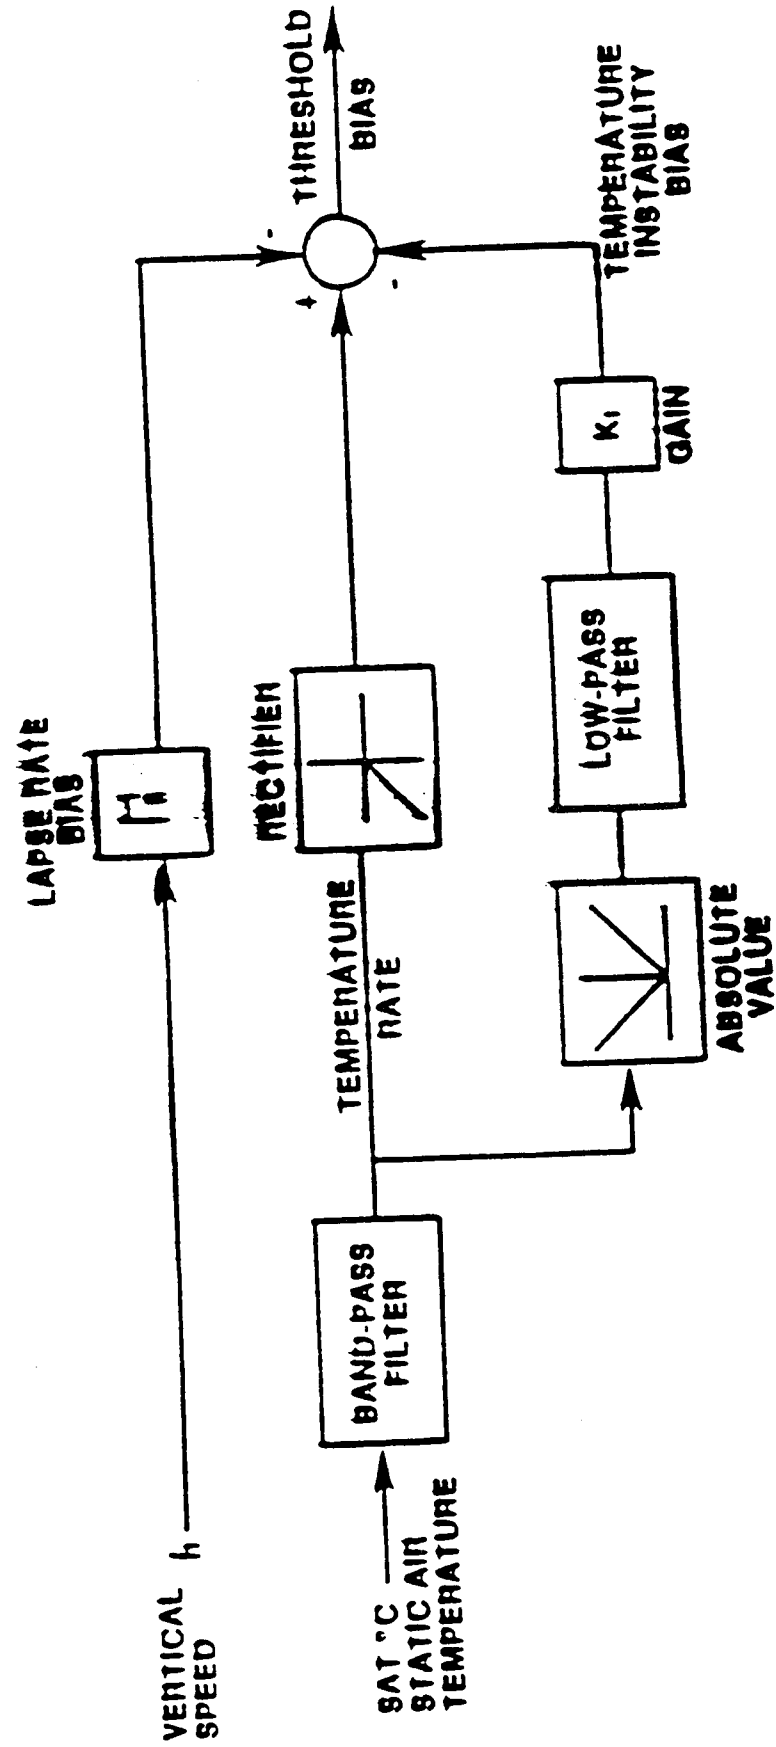 LAPSE RATE
BIAS
VERTICAL
SPEED
THRESHOLD
BIAS
RECTIFIER
+
-
-
TEMPERATURE
RATE
BAND-PASS
FILTER
SAT °C
STATIC AIR
TEMPERATURE
LOW-PASS
FILTER
K1
GAIN
ABSOLUTE
VALUE
TEMPERATURE
INSTABILITY
BIAS